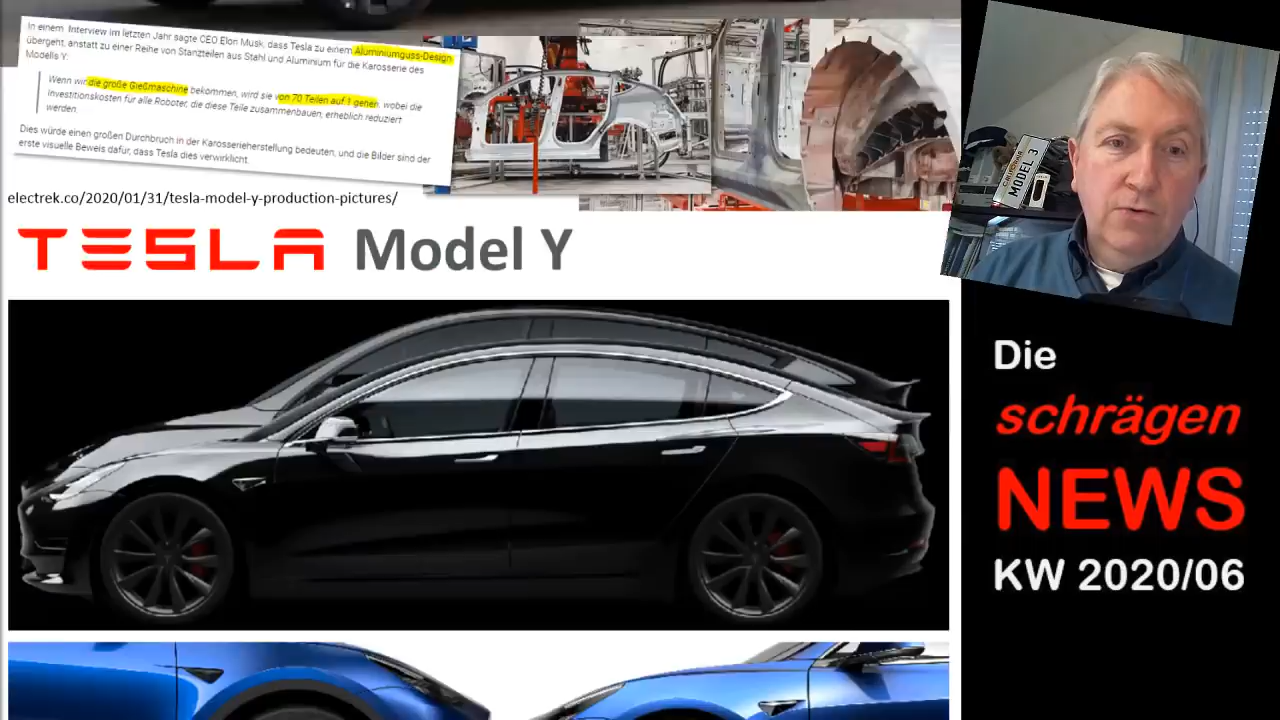 In einem Interview im letzten Jahr sagte CEO Elon Musk, dass Tesla zu einem Aluminiumguss-Design
übergeht, anstatt zu einer Reihe von Stanzteilen aus Stahl und Aluminium für die Karosserie des
Modells Y:
Wenn wir die große Gießmaschine bekommen, wird sie von 70 Teilen auf 1 gehen, wobei die
Investitionskosten für alle Roboter, die diese Teile zusammenbauen, erheblich reduziert
werden.
Dies würde einen großen Durchbruch in der Karosserieherstellung bedeuten, und die Bilder sind der
erste visuelle Beweis dafür, dass Tesla dies verwirklicht.
electrek.co/2020/01/31/tesla-model-y-production-pictures/
TESLA Model Y
MODEL 3
Die
schrägen
NEWS
KW 2020/06